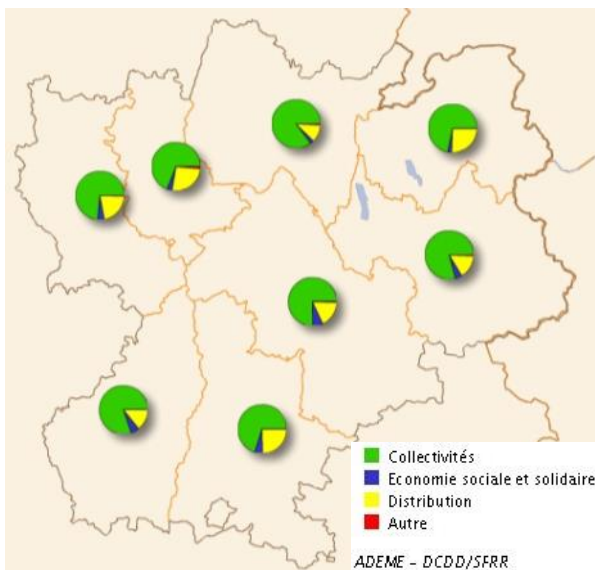 Collectivités
Economie sociale et solidaire
Distribution
Autre
ADEME - DCDD/SFRR